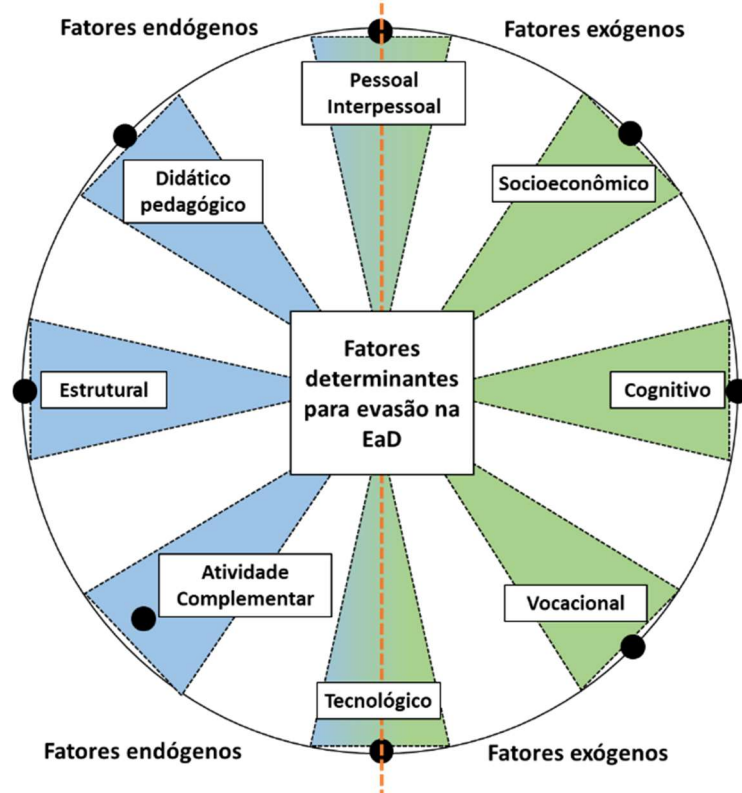 Fatores endógenos
Fatores exógenos
Pessoal
Interpessoal
Didático
pedagógico
Socioeconômico
Estrutural
Fatores
determinantes
para evasão na
EaD
Cognitivo
Atividade
Complementar
Vocacional
Tecnológico
Fatores endógenos
Fatores exógenos